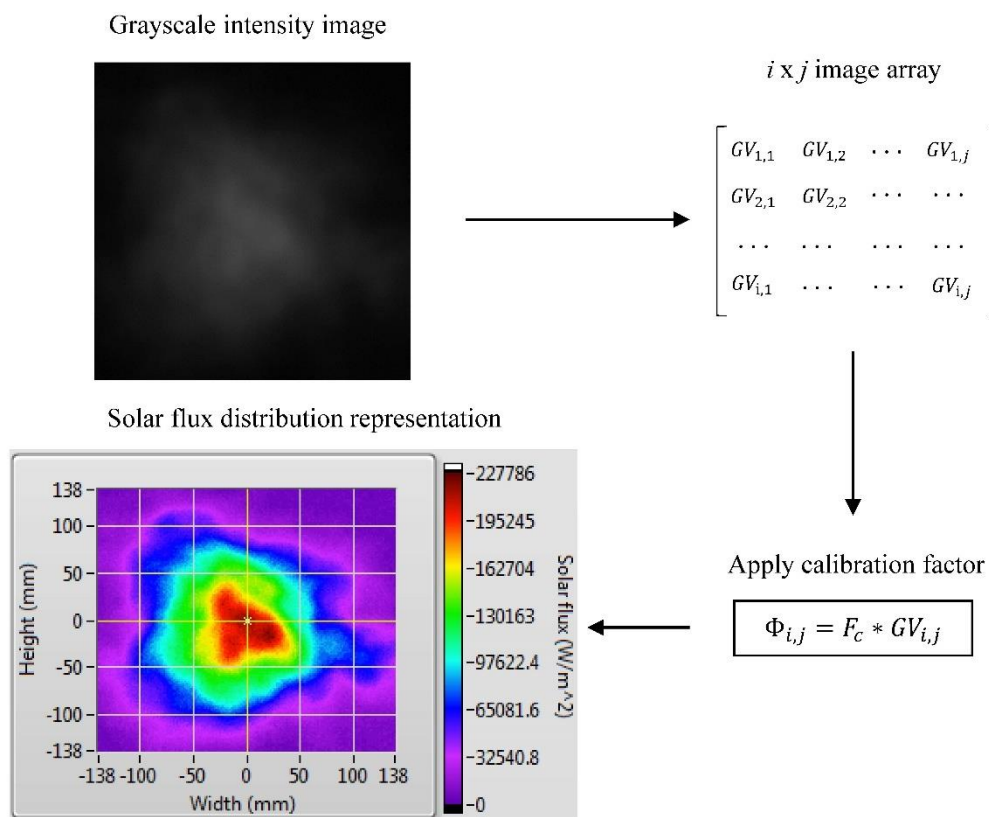 Grayscale intensity image
i x j image array
GV1,1 GV1,2 ... GV1,j
GV2,1 GV2,2 ... ...
... ... ... ...
GVi,1 ... ... GVi,j
Apply calibration factor
Φi,j = Fc * GVi,j
Solar flux distribution representation
138
100
50
0
-50
-100
-138
Height (mm)
-138 -100 -50 0 50 100 138
Width (mm)
-227786
-195245
-162704
-130163
-97622.4
-65081.6
-32540.8
-0
Solar flux (W/m^2)